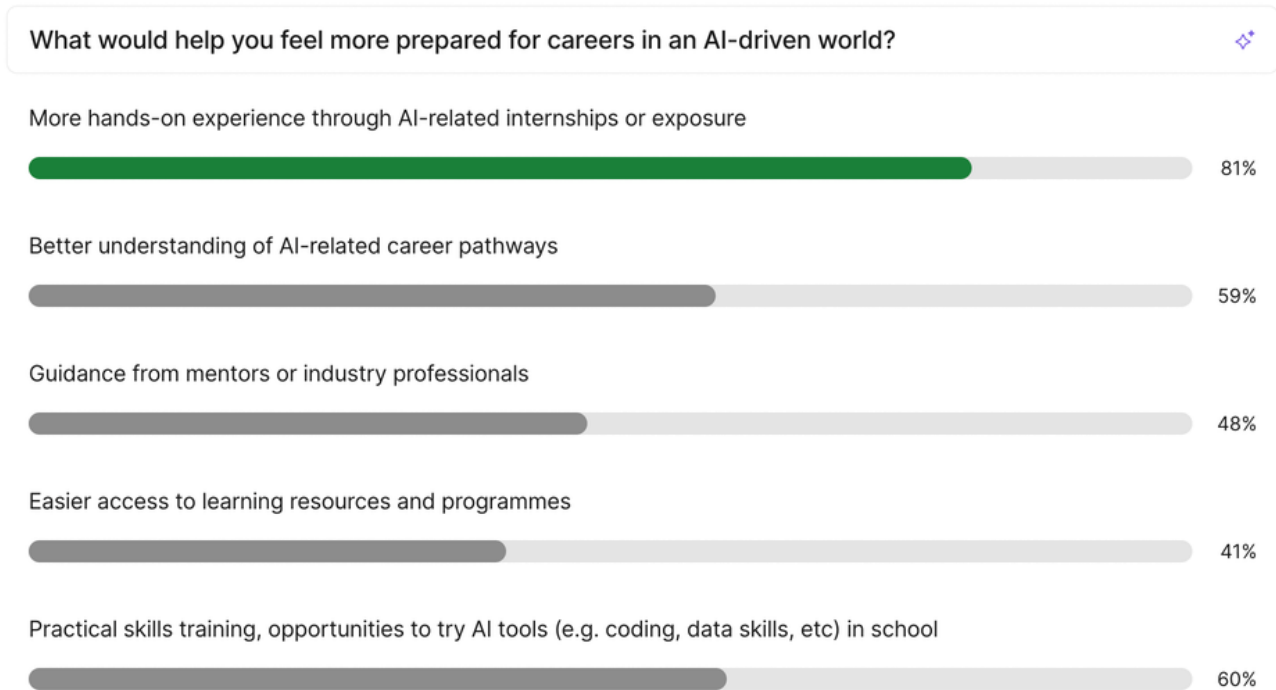 What would help you feel more prepared for careers in an AI-driven world?
More hands-on experience through AI-related internships or exposure
81%
Better understanding of AI-related career pathways
59%
Guidance from mentors or industry professionals
48%
Easier access to learning resources and programmes
41%
Practical skills training, opportunities to try AI tools (e.g. coding, data skills, etc) in school
60%